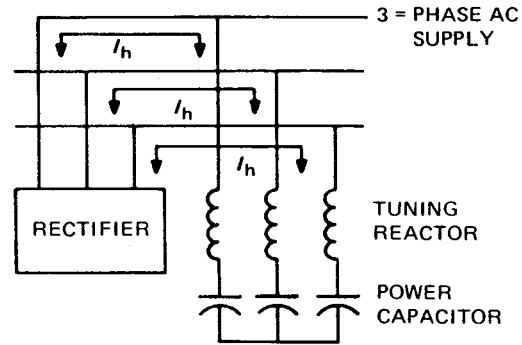 3 = PHASE AC
SUPPLY
Ih
Ih
Ih
RECTIFIER
TUNING
REACTOR
POWER
CAPACITOR